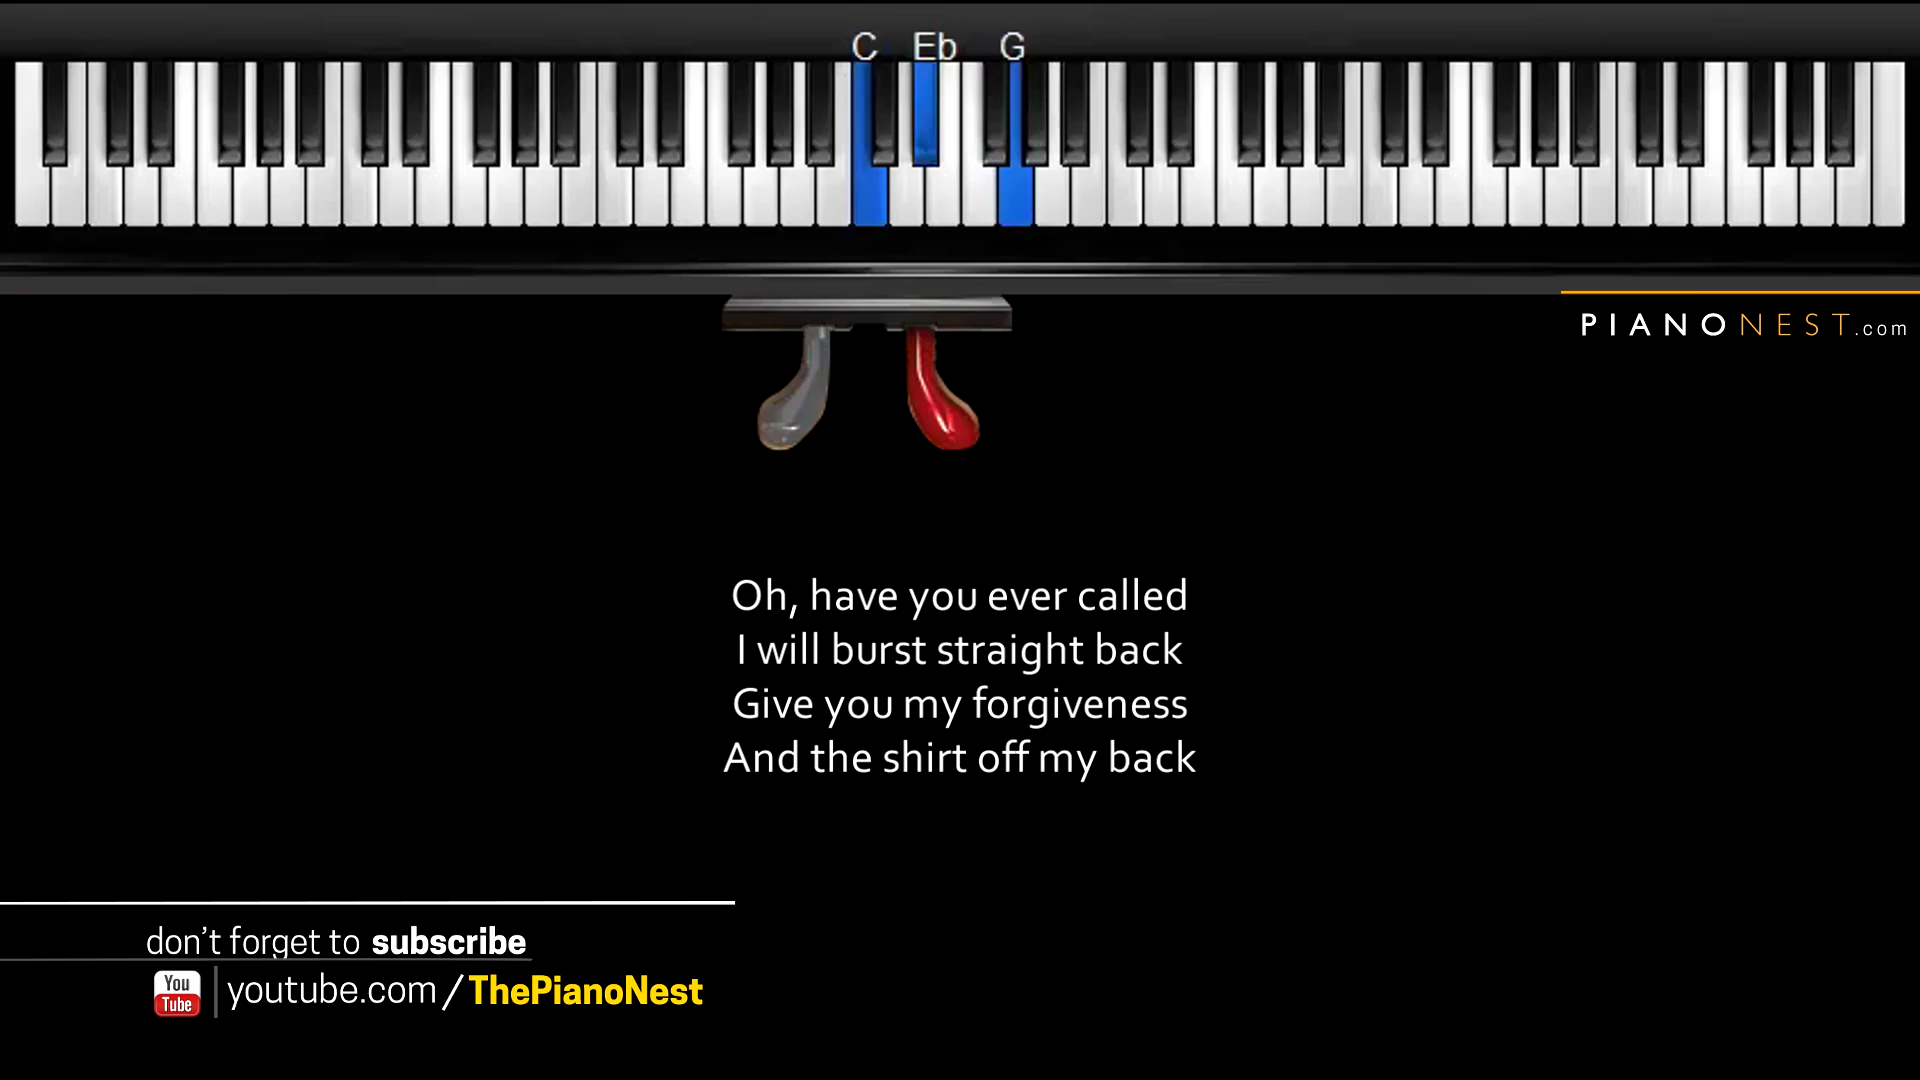 C Eb G
PIANONEST.com
Oh, have you ever called
I will burst straight back
Give you my forgiveness
And the shirt off my back
don't forget to subscribe
You
Tube
youtube.com/ThePianoNest